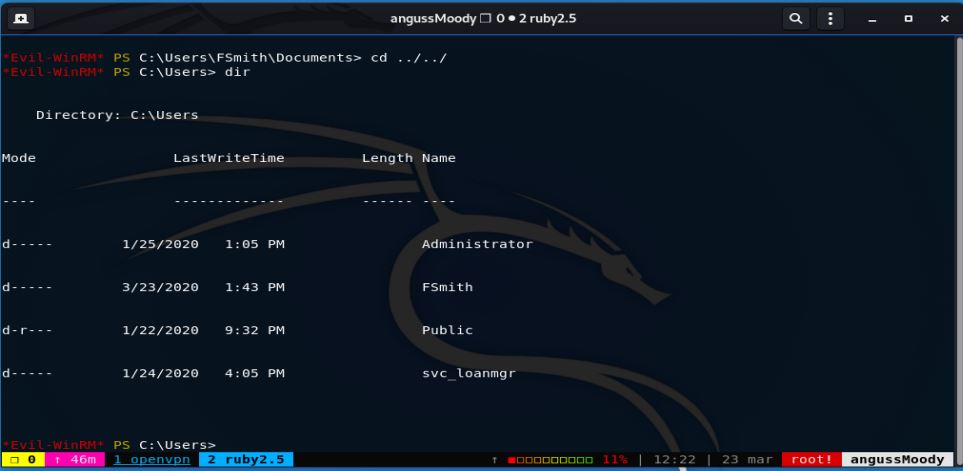 angussMoody ❐ 0 ● 2 ruby2.5
*Evil-WinRM* PS C:\Users\FSmith\Documents> cd ../../
*Evil-WinRM* PS C:\Users> dir
Directory: C:\Users
Mode                LastWriteTime         Length Name
----                -------------         ------ ----
d-----        1/25/2020   1:05 PM                Administrator
d-----        3/23/2020   1:43 PM                FSmith
d-r---        1/22/2020   9:32 PM                Public
d-----        1/24/2020   4:05 PM                svc_loanmgr
*Evil-WinRM* PS C:\Users>
❐ 0 ↑ 46m 1 openvpn 2 ruby2.5 ↑ 11% | 12:22 | 23 mar root! angussMoody